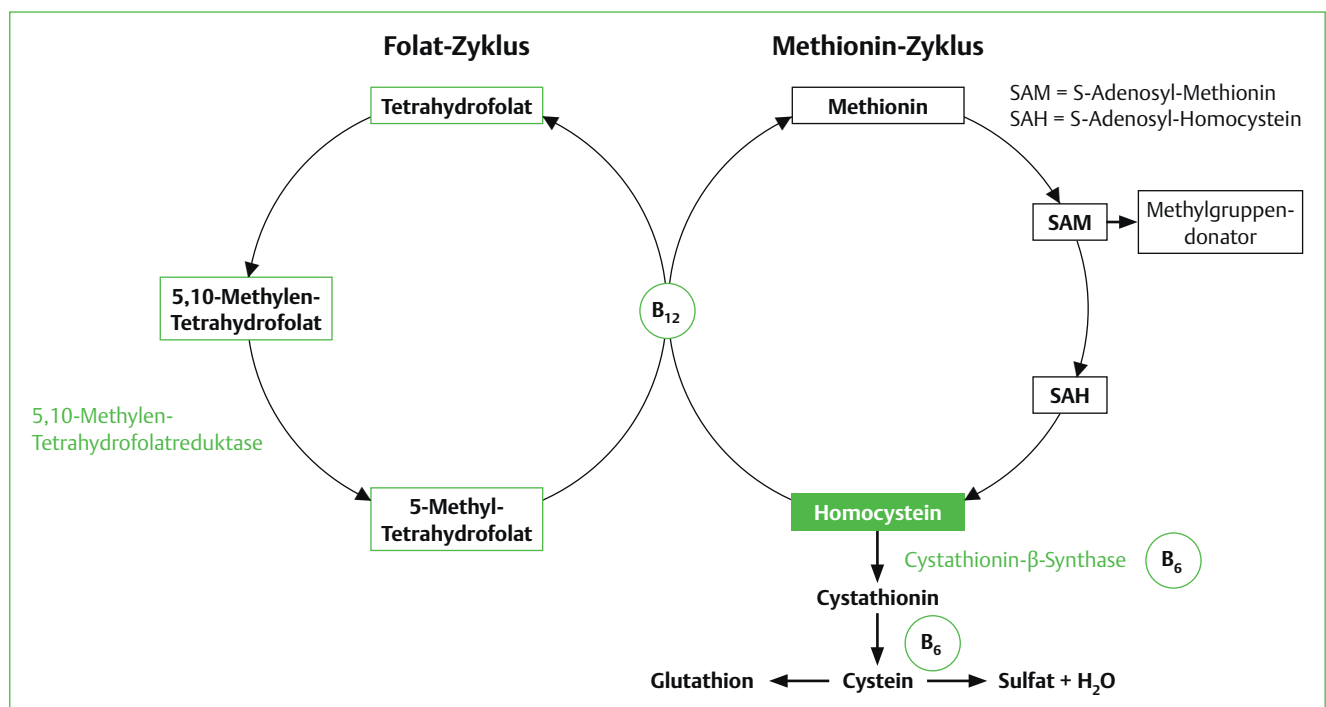 Folat-Zyklus
Methionin-Zyklus
Tetrahydrofolat
Methionin
SAM = S-Adenosyl-Methionin
SAH = S-Adenosyl-Homocystein
SAM
Methylgruppen-
donator
5,10-Methylen-
Tetrahydrofolat
B₁₂
SAH
5,10-Methylen-
Tetrahydrofolatreduktase
5-Methyl-
Tetrahydrofolat
Homocystein
Cystathionin-β-Synthase
B₆
Cystathionin
B₆
Glutathion
Cystein
Sulfat + H₂O